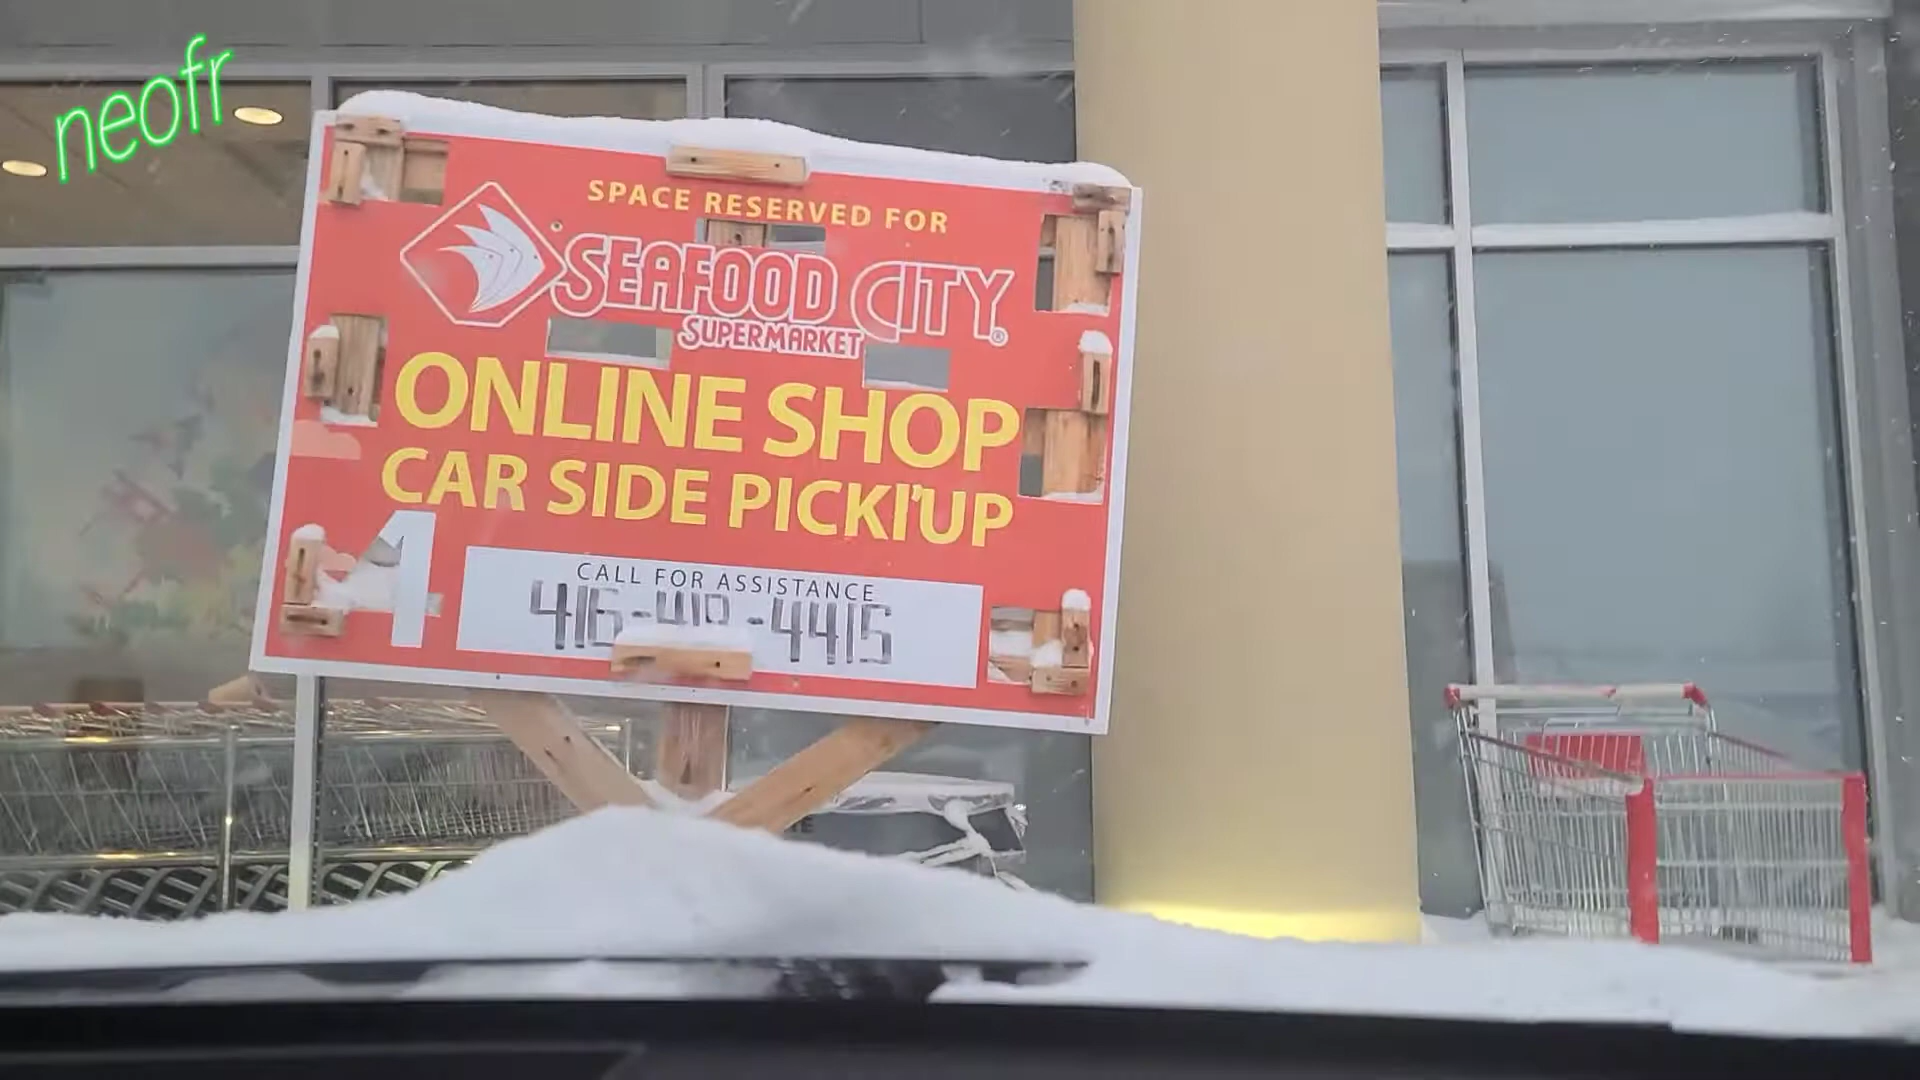 neofr
SPACE RESERVED FOR
SEAFOOD CITY®
SUPERMARKET
ONLINE SHOP
CAR SIDE PICKI'UP
4
CALL FOR ASSISTANCE
416-410-4415